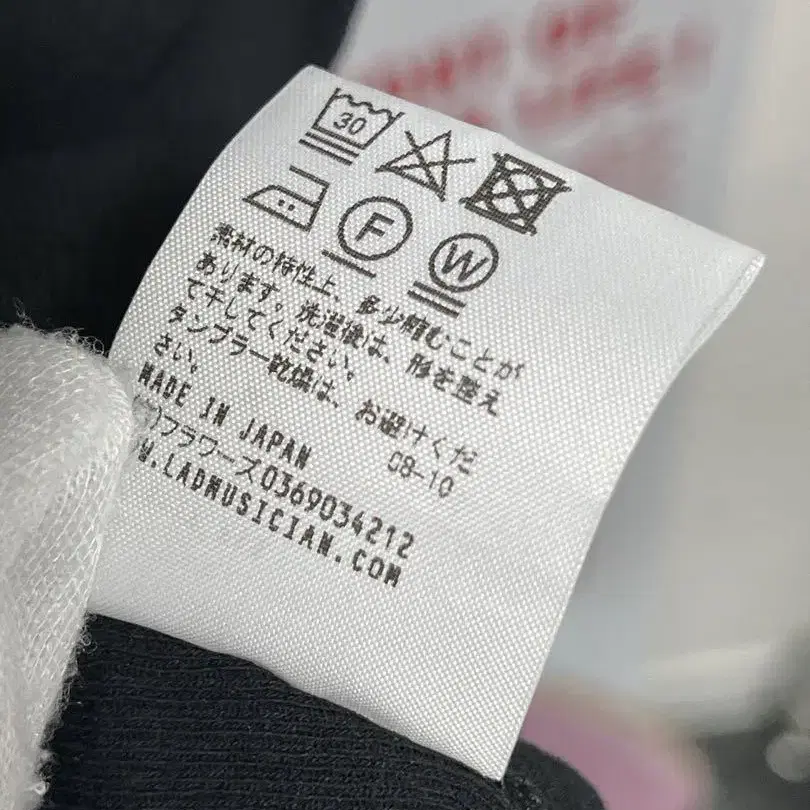 30
F
W
素材の特性上、多少縮むことが
あります。洗濯後は、形を整え
て干してください。
タンブラー乾燥は、お避けくだ
さい。
MADE IN JAPAN 08-10
)フラワーズ0369034212
W.LADMUSICIAN.COM